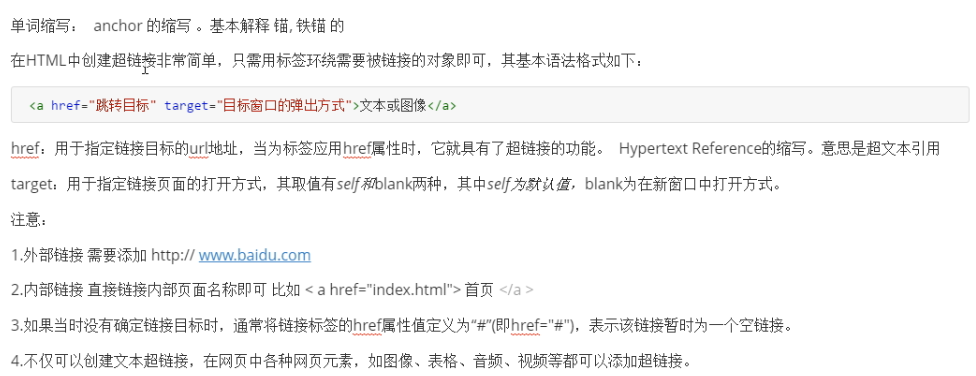 单词缩写： anchor 的缩写 。基本解释 锚, 铁锚 的
在HTML中创建超链接非常简单，只需用标签环绕需要被链接的对象即可，其基本语法格式如下：
<a href="跳转目标" target="目标窗口的弹出方式">文本或图像</a>
href：用于指定链接目标的url地址，当为标签应用href属性时，它就具有了超链接的功能。 Hypertext Reference的缩写。意思是超文本引用
target：用于指定链接页面的打开方式，其取值有self和blank两种，其中self为默认值，blank为在新窗口中打开方式。
注意：
1.外部链接 需要添加 http:// www.baidu.com
2.内部链接 直接链接内部页面名称即可 比如 < a href="index.html"> 首页 </a >
3.如果当时没有确定链接目标时，通常将链接标签的href属性值定义为“#”(即href="#")，表示该链接暂时为一个空链接。
4.不仅可以创建文本超链接，在网页中各种网页元素，如图像、表格、音频、视频等都可以添加超链接。